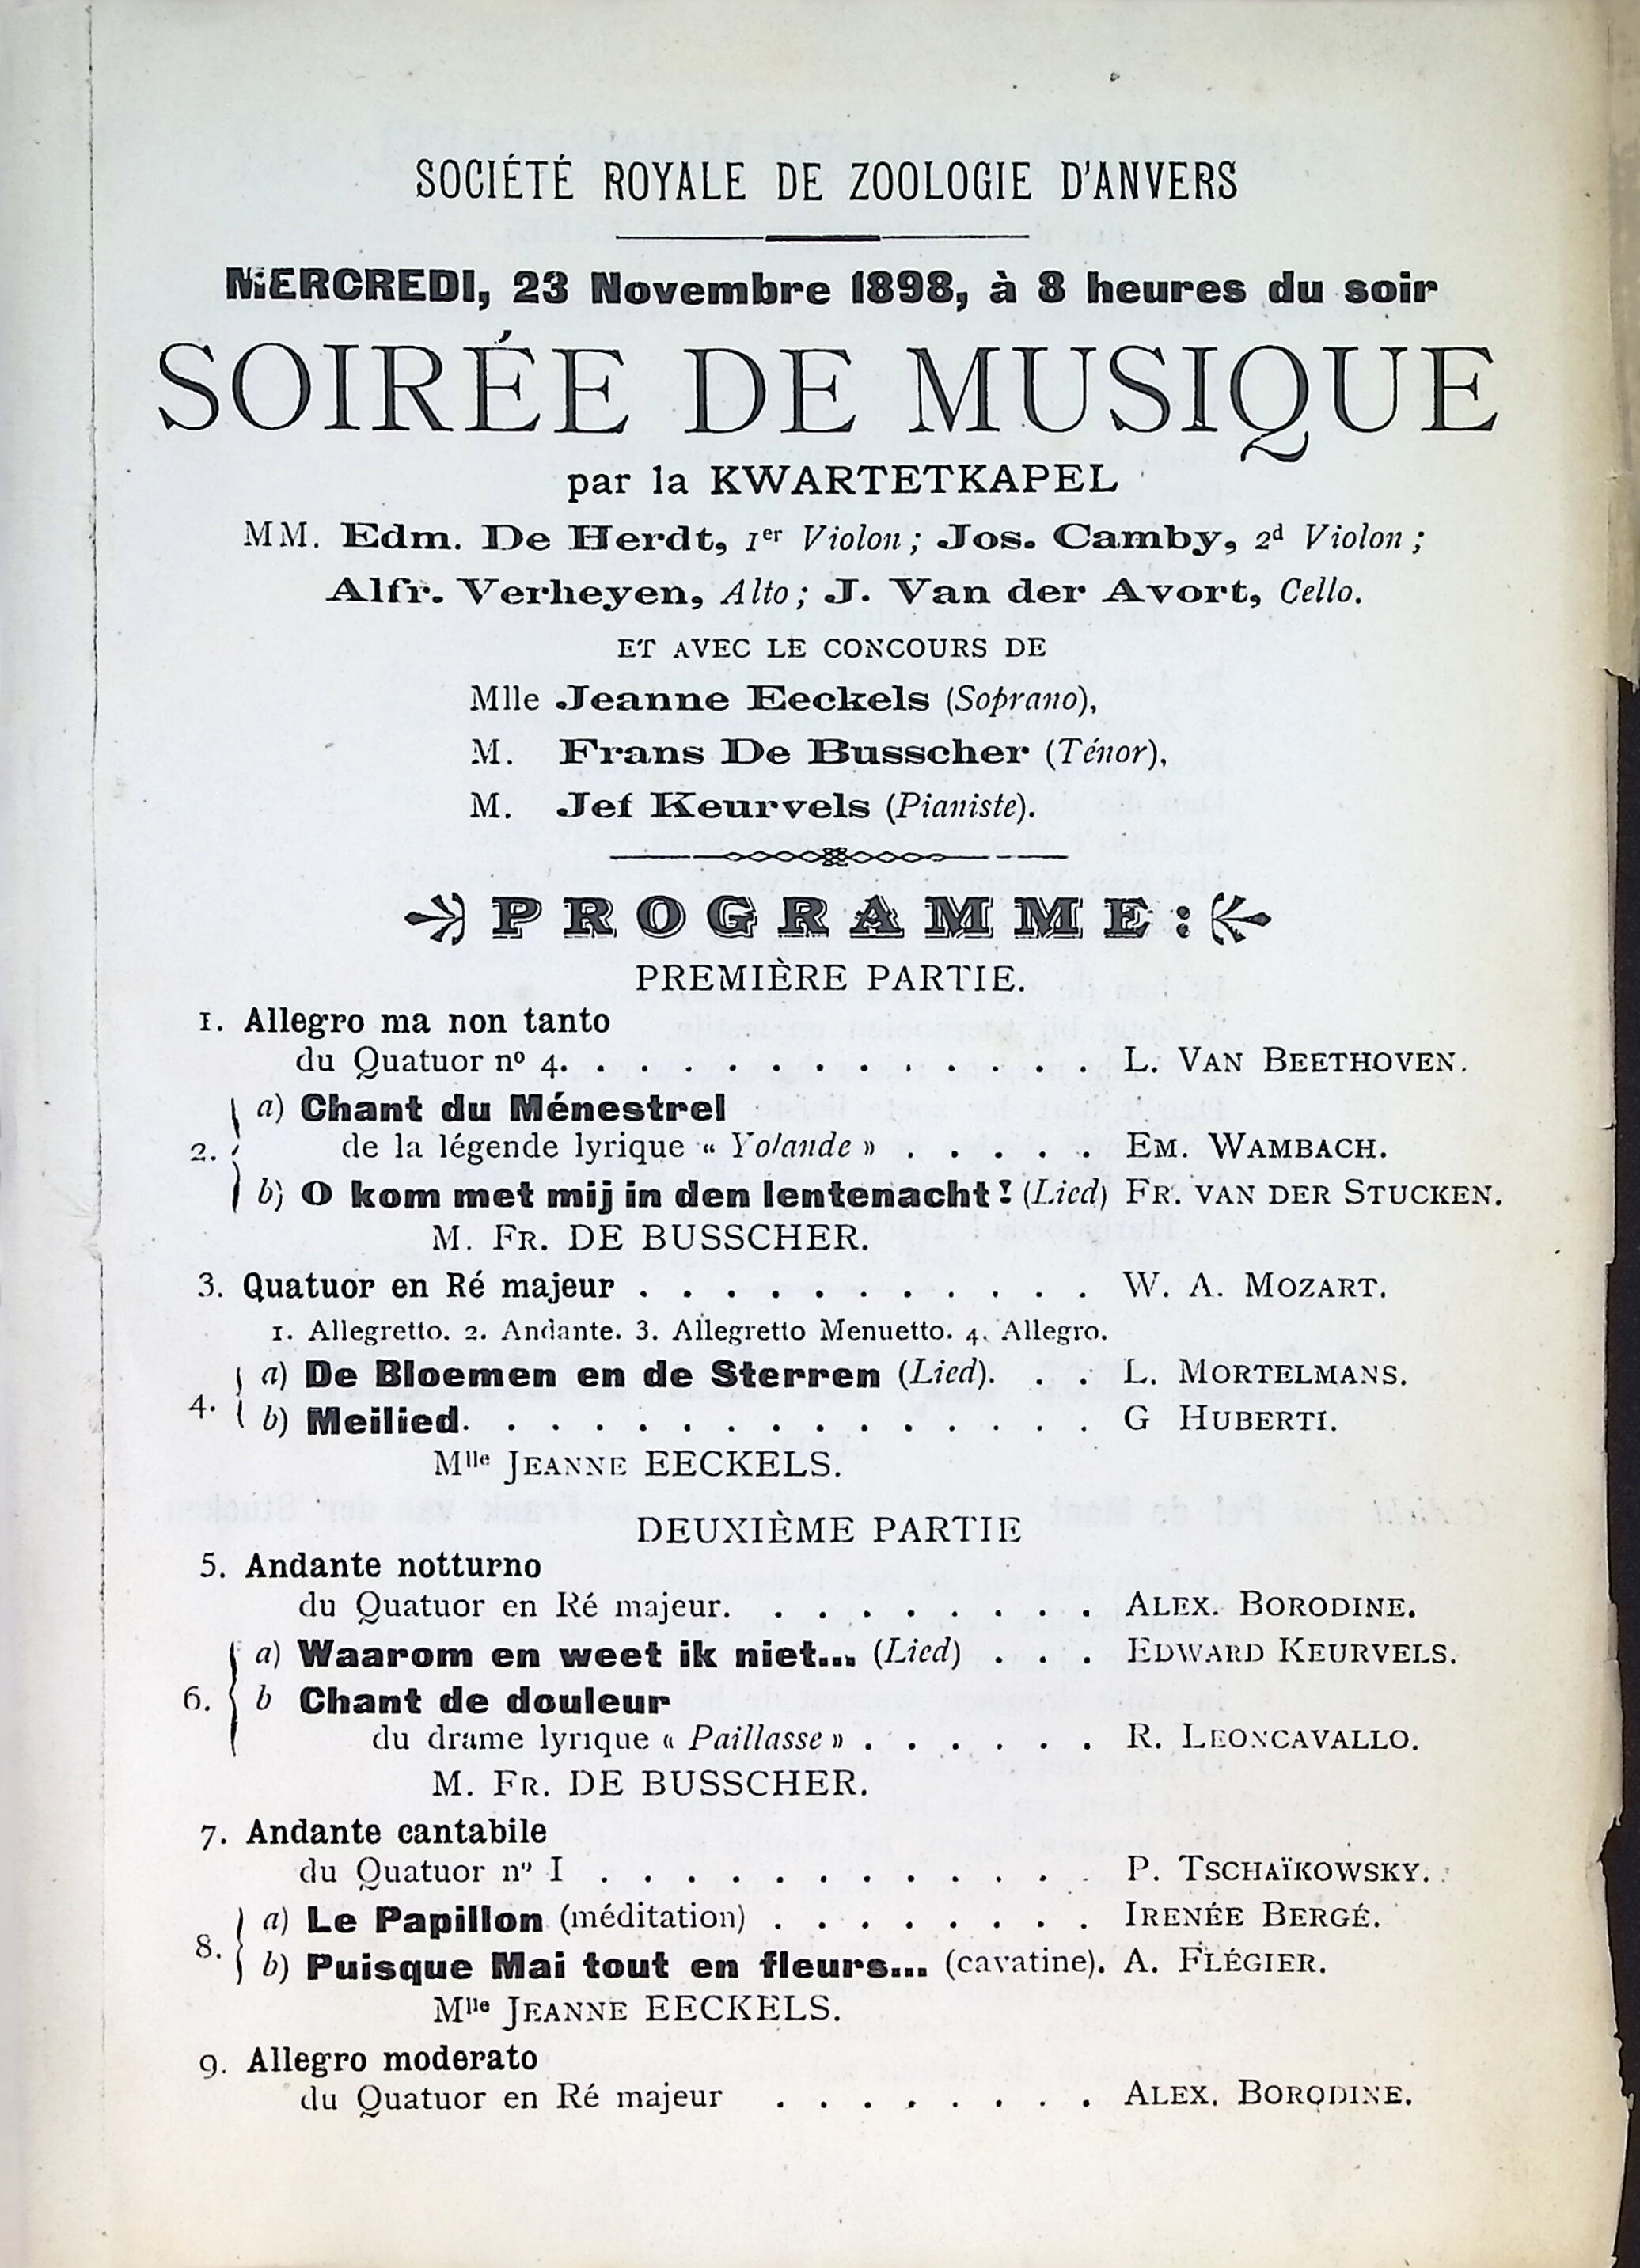 SOCIÉTÉ ROYALE DE ZOOLOGIE D'ANVERS
MERCREDI, 23 Novembre 1898, à 8 heures du soir
SOIRÉE DE MUSIQUE
par la KWARTETKAPEL
MM. Edm. De Herdt, 1er Violon; Jos. Camby, 2d Violon;
Alfr. Verheyen, Alto; J. Van der Avort, Cello.
ET AVEC LE CONCOURS DE
Mlle Jeanne Eeckels (Soprano),
M. Frans De Busscher (Ténor),
M. Jef Keurvels (Pianiste).
PROGRAMME:
PREMIÈRE PARTIE.
1. Allegro ma non tanto
du Quatuor nº 4. . . . . . . . . . . . . L. VAN BEETHOVEN.
a) Chant du Ménestrel
2. de la légende lyrique « Yolande » . . . . . EM. WAMBACH.
b) O kom met mij in den lentenacht! (Lied) FR. VAN DER STUCKEN.
M. FR. DE BUSSCHER.
3. Quatuor en Ré majeur . . . . . . . . . . . W. A. MOZART.
1. Allegretto. 2. Andante. 3. Allegretto Menuetto. 4. Allegro.
a) De Bloemen en de Sterren (Lied). . . L. MORTELMANS.
4. b) Meilied. . . . . . . . . . . . . . . G HUBERTI.
Mlle JEANNE EECKELS.
DEUXIÈME PARTIE
5. Andante notturno
du Quatuor en Ré majeur. . . . . . . . . ALEX. BORODINE.
a) Waarom en weet ik niet... (Lied) . . . EDWARD KEURVELS.
6. b Chant de douleur
du drame lyrique « Paillasse » . . . . . . R. LEONCAVALLO.
M. FR. DE BUSSCHER.
7. Andante cantabile
du Quatuor nº I . . . . . . . . . . . . P. TSCHAÏKOWSKY.
a) Le Papillon (méditation) . . . . . . . . IRENÉE BERGÉ.
8. b) Puisque Mai tout en fleurs... (cavatine). A. FLÉGIER.
Mlle JEANNE EECKELS.
9. Allegro moderato
du Quatuor en Ré majeur . . . . . . . . ALEX. BORODINE.